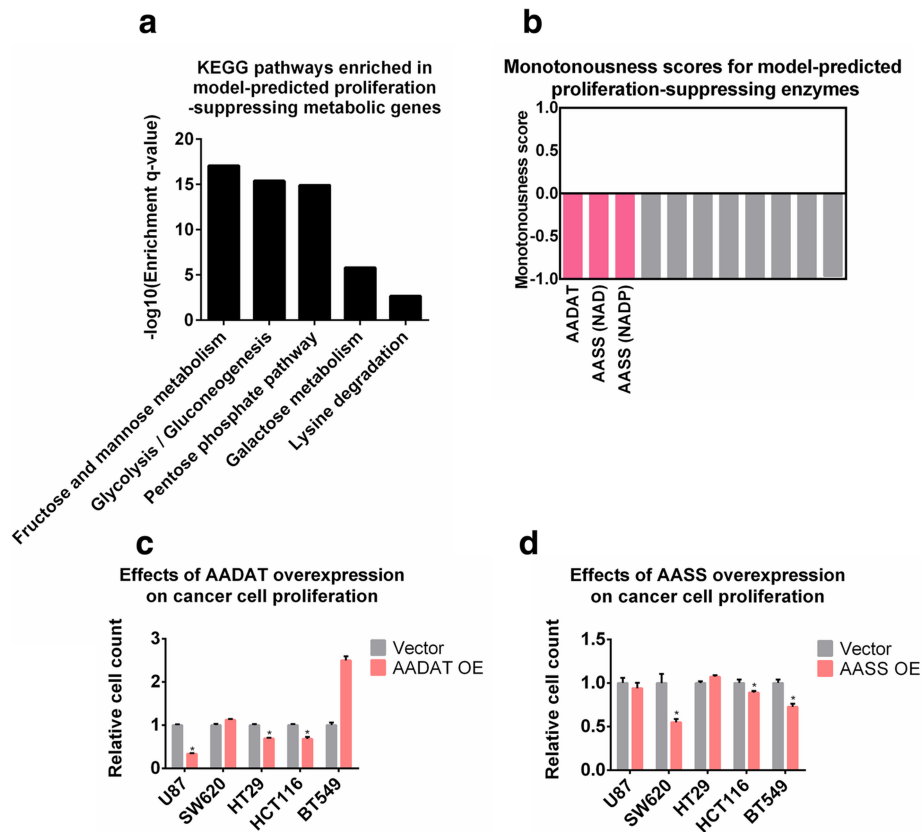 a
KEGG pathways enriched in
model-predicted proliferation
-suppressing metabolic genes
-log10(Enrichment q-value)
20
15
10
5
0
Fructose and mannose metabolism
Glycolysis / Gluconeogenesis
Pentose phosphate pathway
Galactose metabolism
Lysine degradation
b
Monotonousness scores for model-predicted
proliferation-suppressing enzymes
Monotonousness score
1.0
0.5
0.0
-0.5
-1.0
AADAT
AASS (NAD)
AASS (NADP)
c
Effects of AADAT overexpression
on cancer cell proliferation
Relative cell count
3
2
1
0
* * *
U87
SW620
HT29
HCT116
BT549
Vector
AADAT OE
d
Effects of AASS overexpression
on cancer cell proliferation
Relative cell count
1.5
1.0
0.5
0.0
* * *
U87
SW620
HT29
HCT116
BT549
Vector
AASS OE